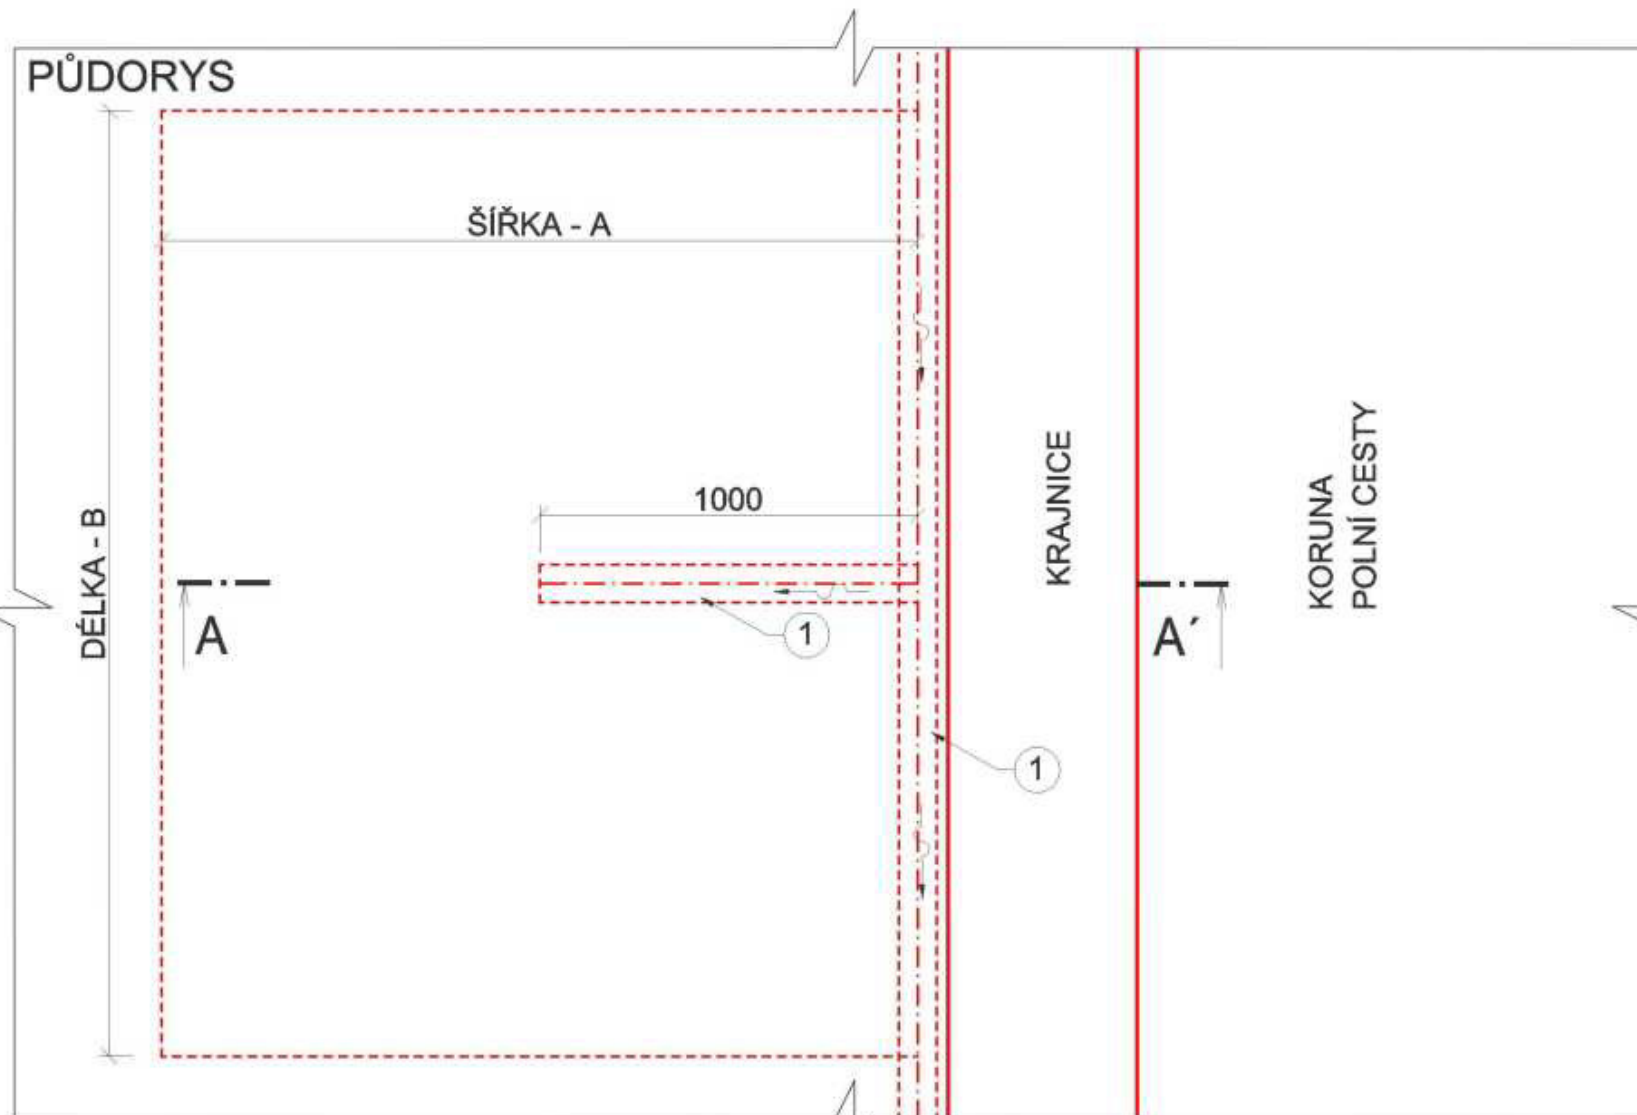 PŮDORYS
ŠÍŘKA - A
1000
DÉLKA - B
KRAJNICE
KORUNA
POLNÍ CESTY
A
A´
1
1